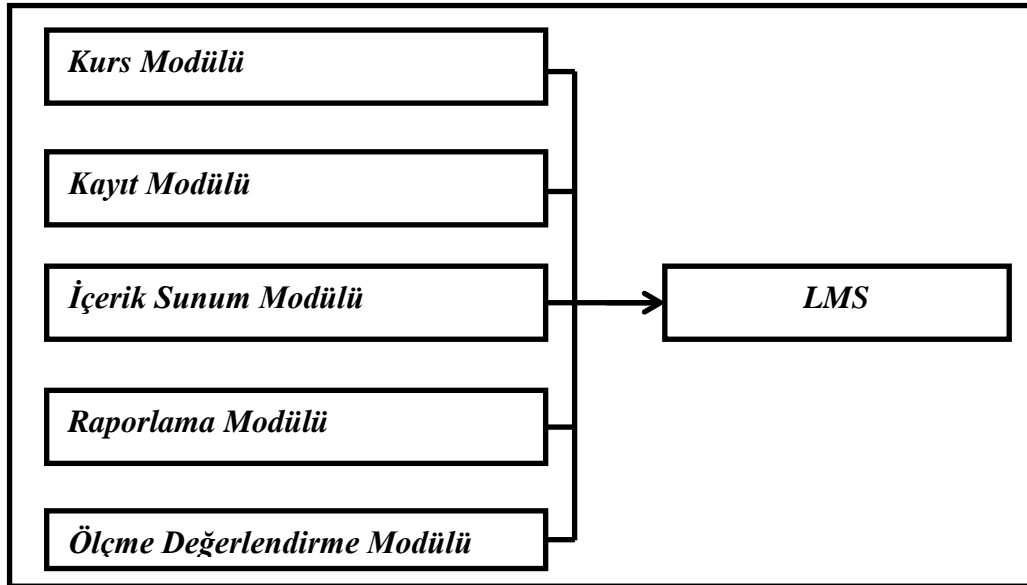 Kurs Modülü
Kayıt Modülü
İçerik Sunum Modülü
LMS
Raporlama Modülü
Ölçme Değerlendirme Modülü